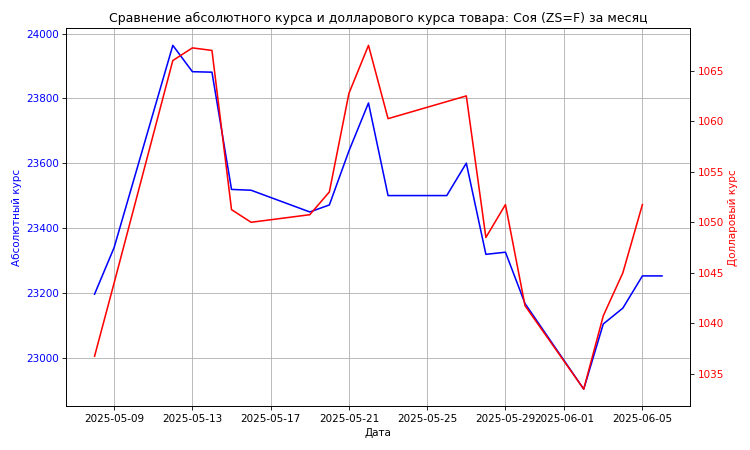 Сравнение абсолютного курса и долларового курса товара: Соя (ZS=F) за месяц
24000
23800
23600
23400
23200
23000
Абсолютный курс
1065
1060
1055
1050
1045
1040
1035
Долларовый курс
2025-05-09 2025-05-13 2025-05-17 2025-05-21 2025-05-25 2025-05-29 2025-06-01 2025-06-05
Дата